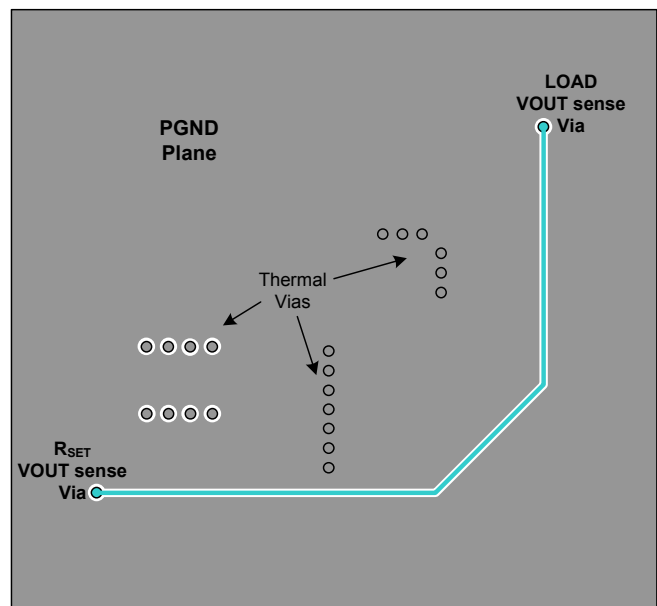 LOAD
VOUT sense
Via
PGND
Plane
Thermal
Vias
RSET
VOUT sense
Via